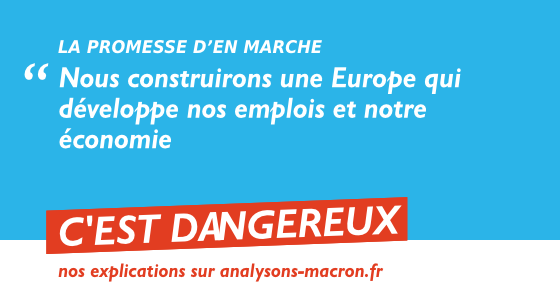 LA PROMESSE D’EN MARCHE
“ Nous construirons une Europe qui
développe nos emplois et notre
économie
C'EST DANGEREUX
nos explications sur analysons-macron.fr